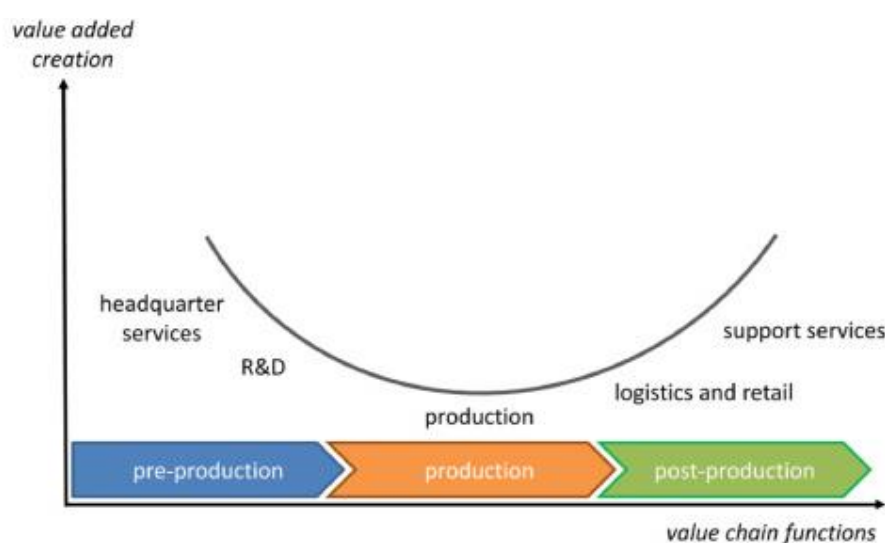 value added
creation
headquarter
services
R&D
production
logistics and retail
support services
pre-production
production
post-production
value chain functions